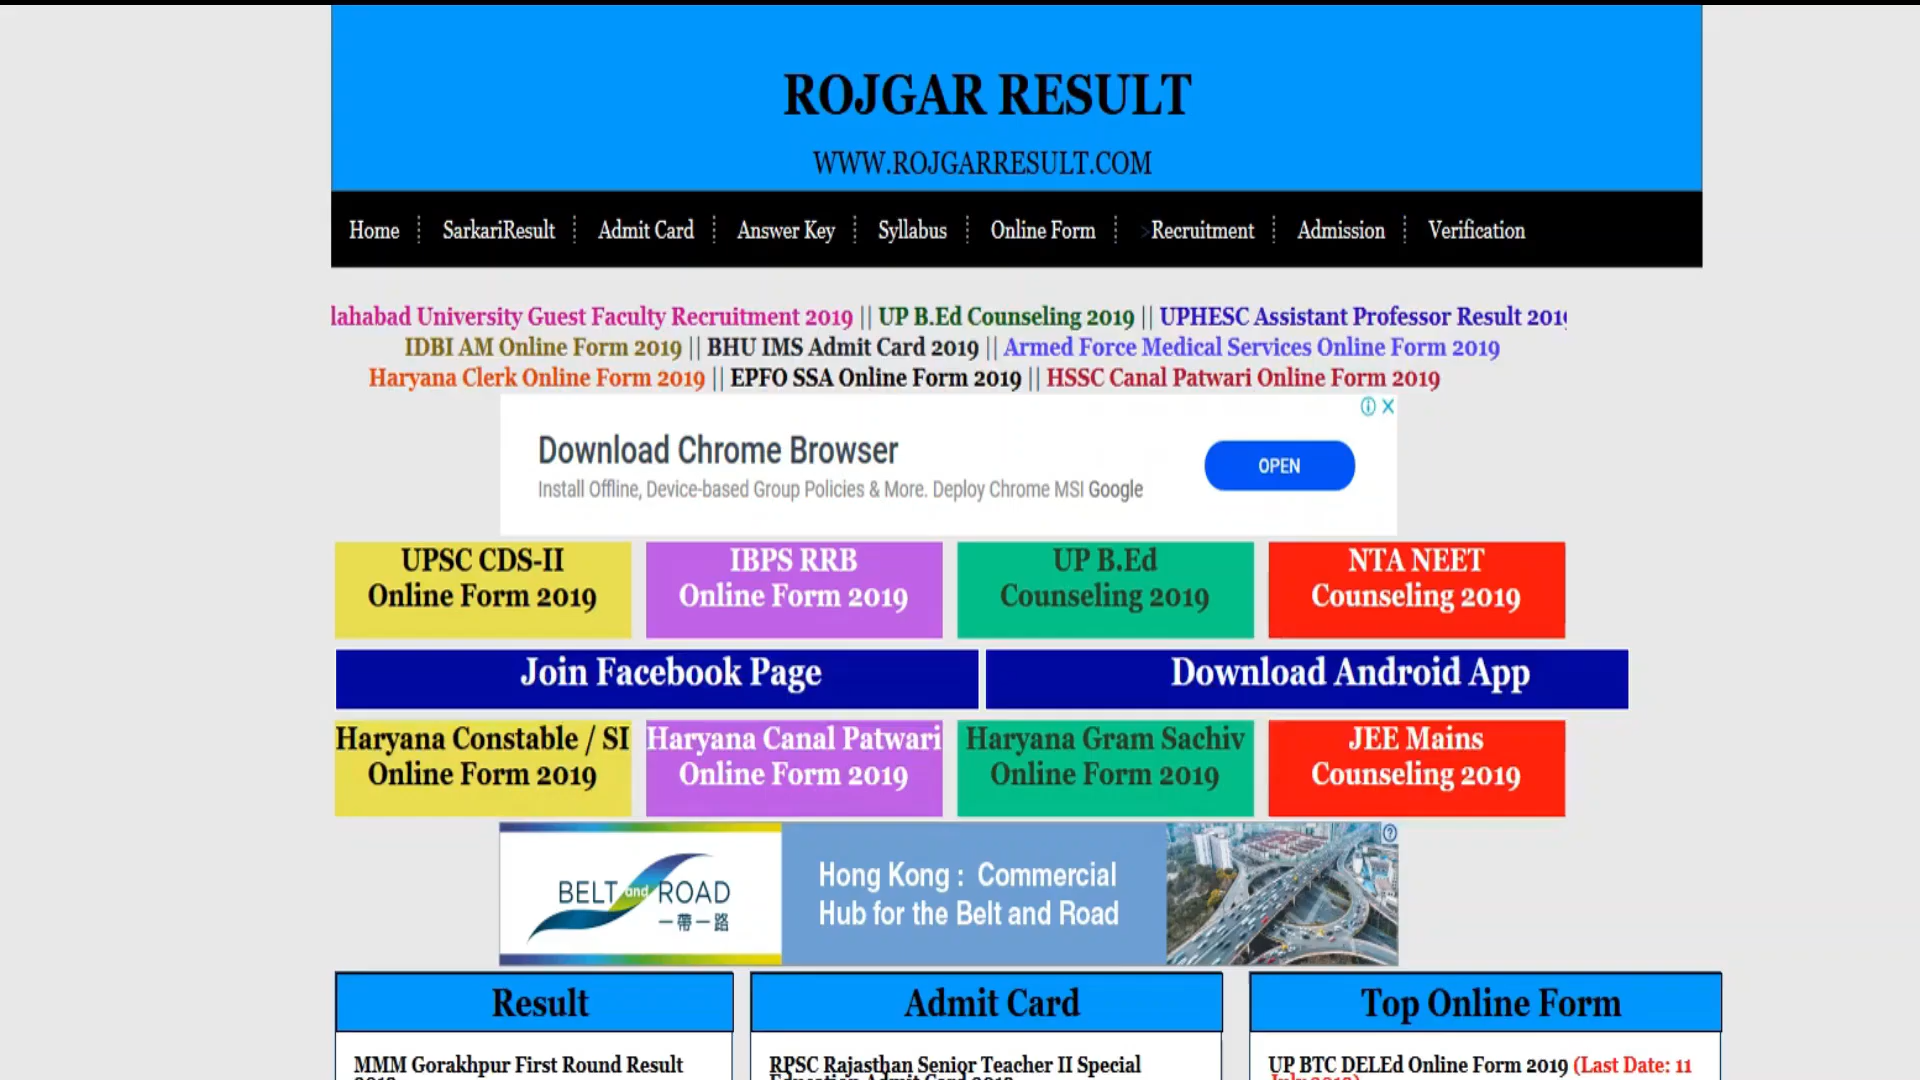 ROJGAR RESULT
WWW.ROJGARRESULT.COM
Home SarkariResult Admit Card Answer Key Syllabus Online Form >Recruitment Admission Verification
lahabad University Guest Faculty Recruitment 2019 || UP B.Ed Counseling 2019 || UPHESC Assistant Professor Result 201
IDBI AM Online Form 2019 || BHU IMS Admit Card 2019 || Armed Force Medical Services Online Form 2019
Haryana Clerk Online Form 2019 || EPFO SSA Online Form 2019 || HSSC Canal Patwari Online Form 2019
Download Chrome Browser
Install Offline, Device-based Group Policies & More. Deploy Chrome MSI Google
OPEN
UPSC CDS-II
Online Form 2019
IBPS RRB
Online Form 2019
UP B.Ed
Counseling 2019
NTA NEET
Counseling 2019
Join Facebook Page
Download Android App
Haryana Constable / SI
Online Form 2019
Haryana Canal Patwari
Online Form 2019
Haryana Gram Sachiv
Online Form 2019
JEE Mains
Counseling 2019
BELT and ROAD
一帶一路
Hong Kong : Commercial
Hub for the Belt and Road
Result
Admit Card
Top Online Form
MMM Gorakhpur First Round Result
RPSC Rajasthan Senior Teacher II Special
UP BTC DELEd Online Form 2019 (Last Date: 11